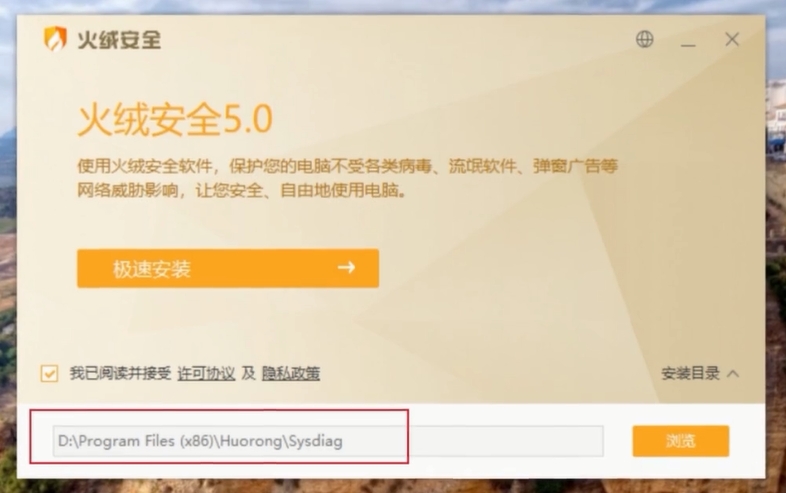 火绒安全
火绒安全5.0
使用火绒安全软件，保护您的电脑不受各类病毒、流氓软件、弹窗广告等
网络威胁影响，让您安全、自由地使用电脑。
极速安装
我已阅读并接受 许可协议 及 隐私政策
安装目录
D:\Program Files (x86)\Huorong\Sysdiag
浏览